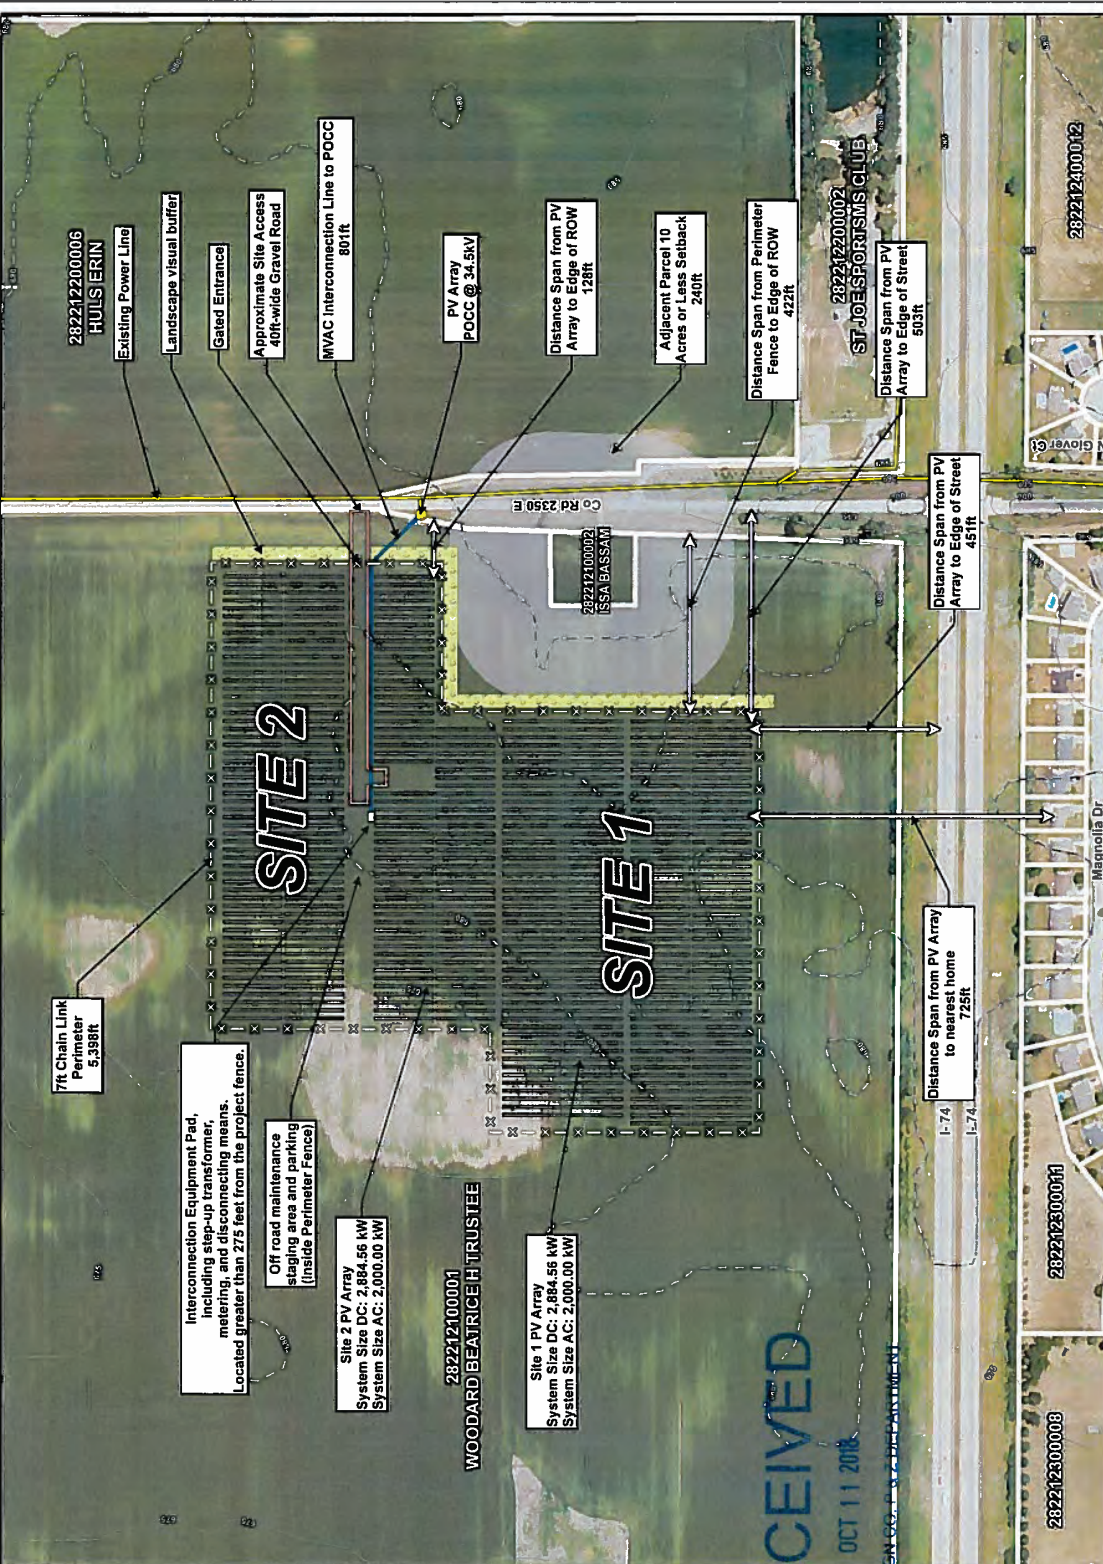 282212200006
HULS ERIN
Existing Power Line
Landscape visual buffer
Gated Entrance
Approximate Site Access
40ft-wide Gravel Road
MVAC Interconnection Line to POCC
801ft
PV Array
POCC @ 34.5kV
Distance Span from PV
Array to Edge of ROW
128ft
Adjacent Parcel 10
Acres or Less Setback
240ft
Distance Span from Perimeter
Fence to Edge of ROW
422ft
282212200002
ST JOE SPORTSMS CLUB
Distance Span from PV
Array to Edge of Street
503ft
282212400012
N Glover Ct
Co Rd 2350 E
282212100002
ISSA BASSAM
Distance Span from PV
Array to Edge of Street
451ft
SITE 2
SITE 1
Magnolia Dr
7ft Chain Link
Perimeter
5,398ft
Interconnection Equipment Pad,
including step-up transformer,
metering, and disconnecting means.
Located greater than 275 feet from the project fence.
Off road maintenance
staging area and parking
(Inside Perimeter Fence)
Site 2 PV Array
System Size DC: 2,884.56 kW
System Size AC: 2,000.00 kW
282212100001
WOODARD BEATRICE H TRUSTEE
Site 1 PV Array
System Size DC: 2,884.56 kW
System Size AC: 2,000.00 kW
Distance Span from PV Array
to nearest home
725ft
I-74
I-74
282212300011
282212300008
CEIVED
OCT 11 2018
CO. P & Z DEPARTMENT